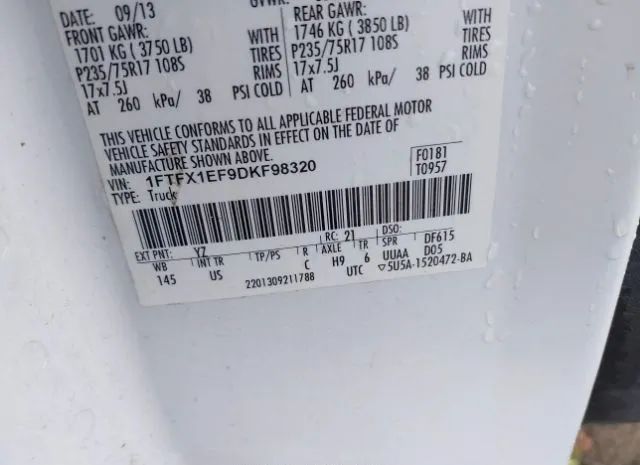 DATE: 09/13
FRONT GAWR: REAR GAWR:
1701 KG ( 3750 LB) WITH 1746 KG ( 3850 LB) WITH
P235/75R17 108S TIRES P235/75R17 108S TIRES
17x7.5J RIMS 17x7.5J RIMS
AT 260 kPa/ 38 PSI COLD AT 260 kPa/ 38 PSI COLD
THIS VEHICLE CONFORMS TO ALL APPLICABLE FEDERAL MOTOR
VEHICLE SAFETY STANDARDS IN EFFECT ON THE DATE OF
MANUFACTURE SHOWN ABOVE.
VIN: 1FTFX1EF9DKF98320 F0181
TYPE: Truck T0957
EXT PNT: YZ RC: 21 DSO:
WB INT TR TP/PS R AXLE TR SPR DF615
145 US C H9 6 UUAA D05
2201309211788 UTC ▽5U5A-1520472-BA